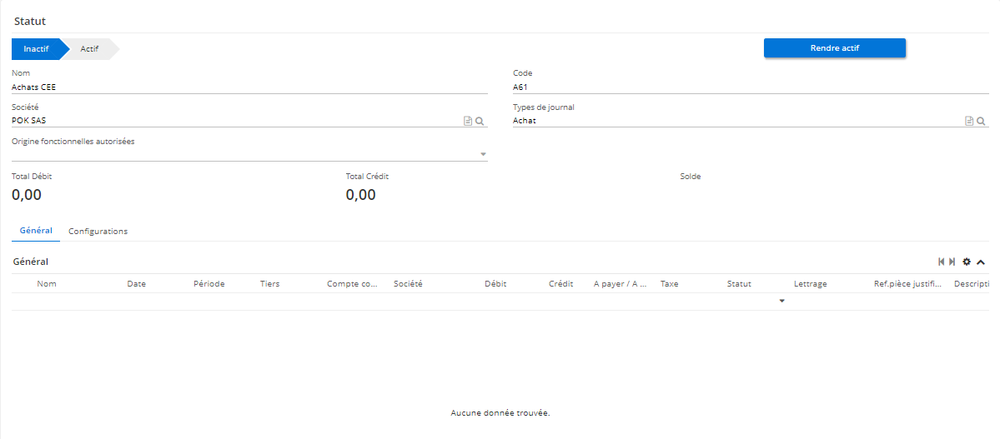 Statut
Inactif Actif Rendre actif
Nom Code
Achats CEE A61
Société Types de journal
POK SAS Achat
Origine fonctionnelles autorisées
Total Débit Total Crédit Solde
0,00 0,00
Général Configurations
Général
Nom Date Période Tiers Compte co... Société Débit Crédit A payer / A ... Taxe Statut Lettrage Ref.pièce justifi... Descripti
Aucune donnée trouvée.